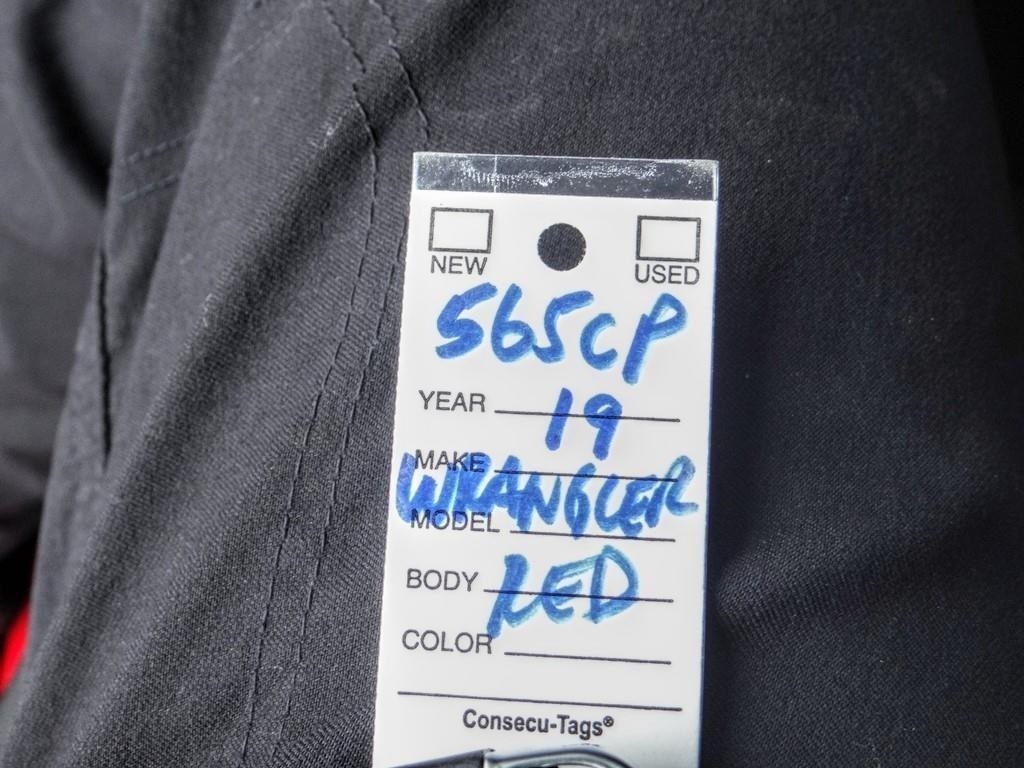 NEW USED
565CP
YEAR 19
MAKE
WRANGLER
MODEL
BODY RED
COLOR
Consecu-Tags®